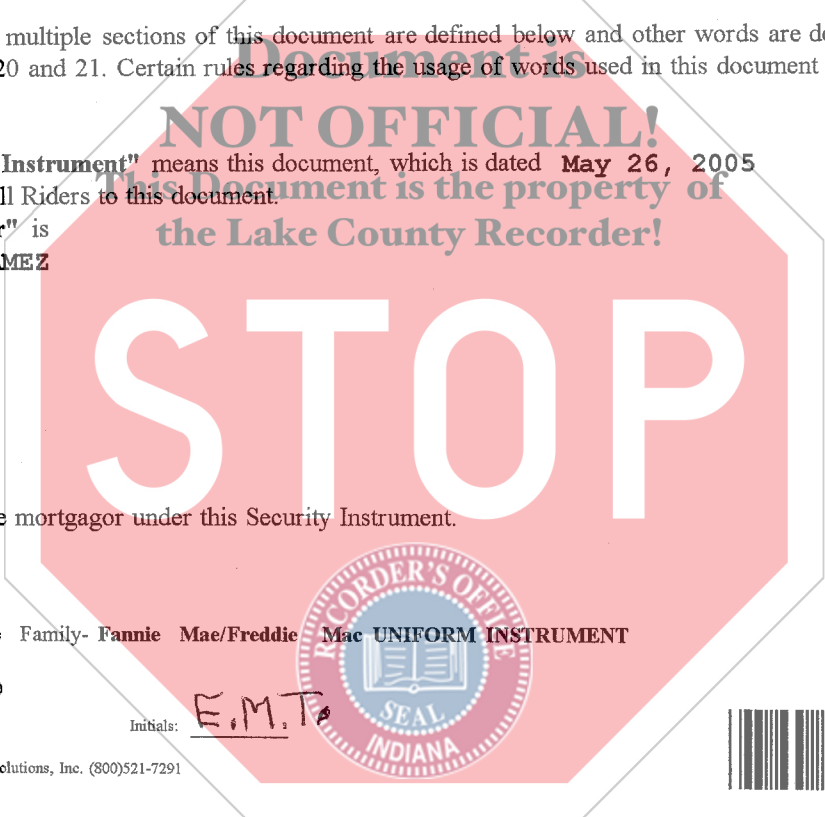 multiple sections of this document are defined below and other words are de
20 and 21. Certain rules regarding the usage of words used in this document
Document is
NOT OFFICIAL!
Instrument" means this document, which is dated May 26, 2005
ll Riders to this document.
This Document is the property of
r" is
the Lake County Recorder!
MEZ
STOP
e mortgagor under this Security Instrument.
RECORDER'S OFFICE
Family- Fannie Mae/Freddie Mac UNIFORM INSTRUMENT
SEAL
Initials: E.M.T.
INDIANA
olutions, Inc. (800)521-7291